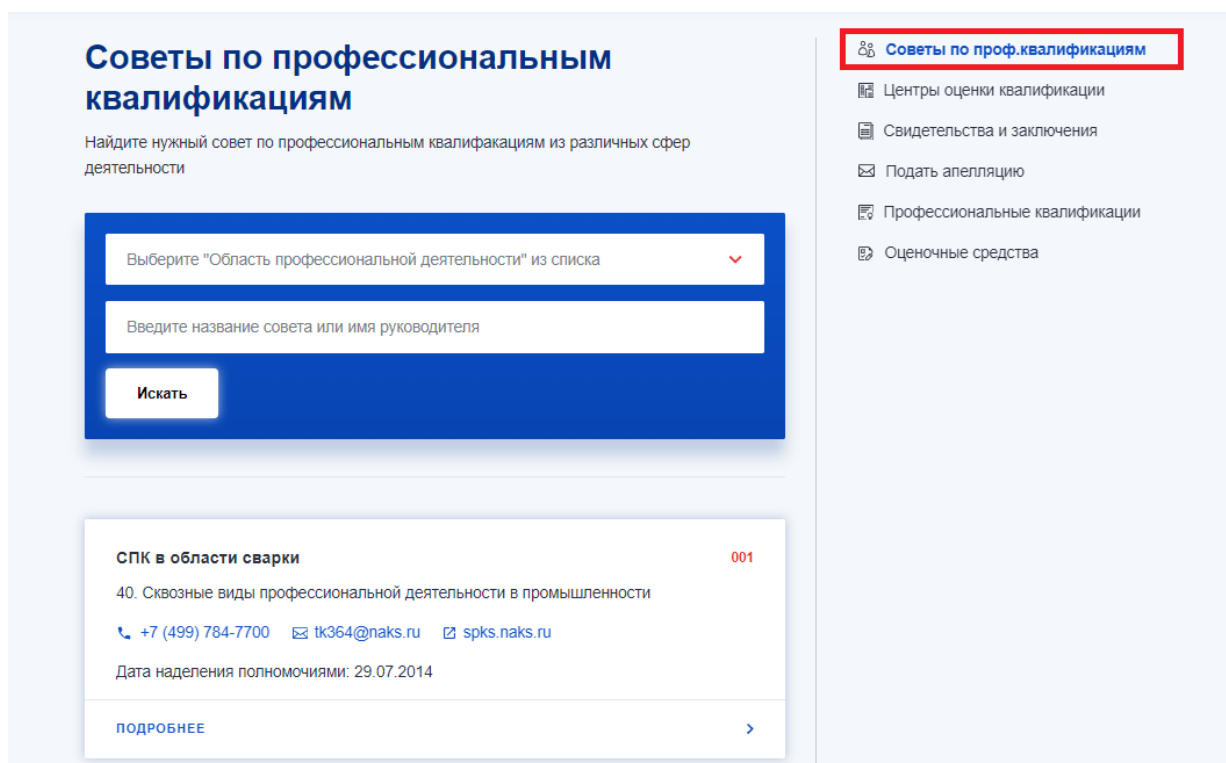 Советы по профессиональным
квалификациям
Найдите нужный совет по профессиональным квалифакациям из различных сфер
деятельности
Выберите "Область профессиональной деятельности" из списка
Введите название совета или имя руководителя
Искать
СПК в области сварки 001
40. Сквозные виды профессиональной деятельности в промышленности
+7 (499) 784-7700 tk364@naks.ru spks.naks.ru
Дата наделения полномочиями: 29.07.2014
ПОДРОБНЕЕ
Советы по проф.квалификациям
Центры оценки квалификации
Свидетельства и заключения
Подать апелляцию
Профессиональные квалификации
Оценочные средства